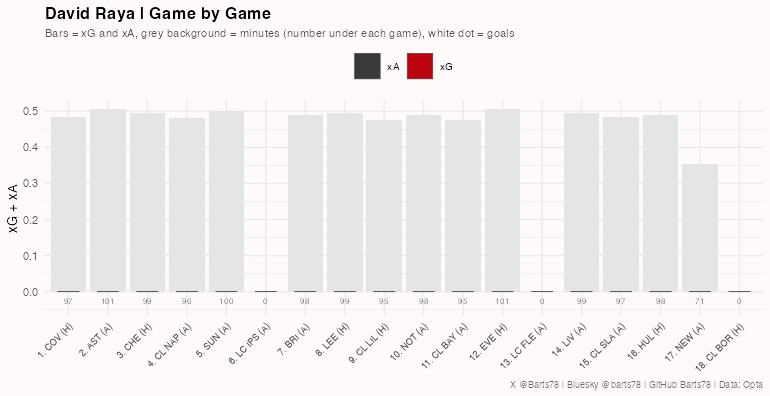 David Raya | Game by Game
Bars = xG and xA, grey background = minutes (number under each game), white dot = goals
xA xG
xG + xA
0.5
0.4
0.3
0.2
0.1
0.0
97 101 99 96 100 0 98 99 95 98 95 101 0 99 97 98 71 0
1. COV (H)
2. AST (A)
3. CHE (H)
4. CL NAP (A)
5. SUN (A)
6. LC IPS (A)
7. BRI (A)
8. LEE (H)
9. CL LIL (H)
10. NOT (A)
11. CL BAY (A)
12. EVE (H)
13. LC FLE (A)
14. LIV (A)
15. CL SLA (A)
16. HUL (H)
17. NEW (A)
18. CL BOR (H)
X @Barts78 | Bluesky @barts78 | GitHub Barts78 | Data: Opta